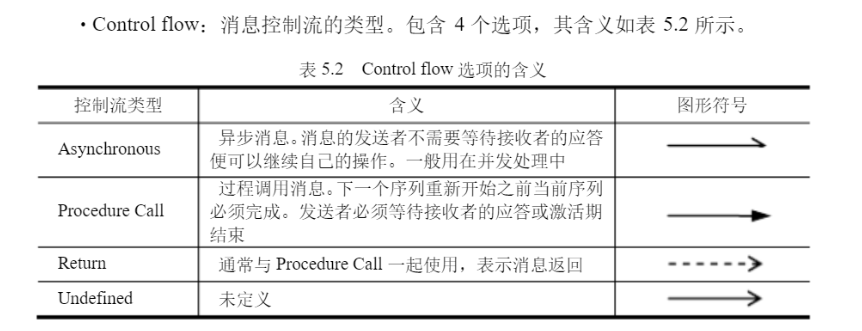 • Control flow：消息控制流的类型。包含 4 个选项，其含义如表 5.2 所示。
表 5.2 Control flow 选项的含义
控制流类型 含义 图形符号
Asynchronous 异步消息。消息的发送者不需要等待接收者的应答
便可以继续自己的操作。一般用在并发处理中
Procedure Call 过程调用消息。下一个序列重新开始之前当前序列
必须完成。发送者必须等待接收者的应答或激活期
结束
Return 通常与 Procedure Call 一起使用，表示消息返回
Undefined 未定义